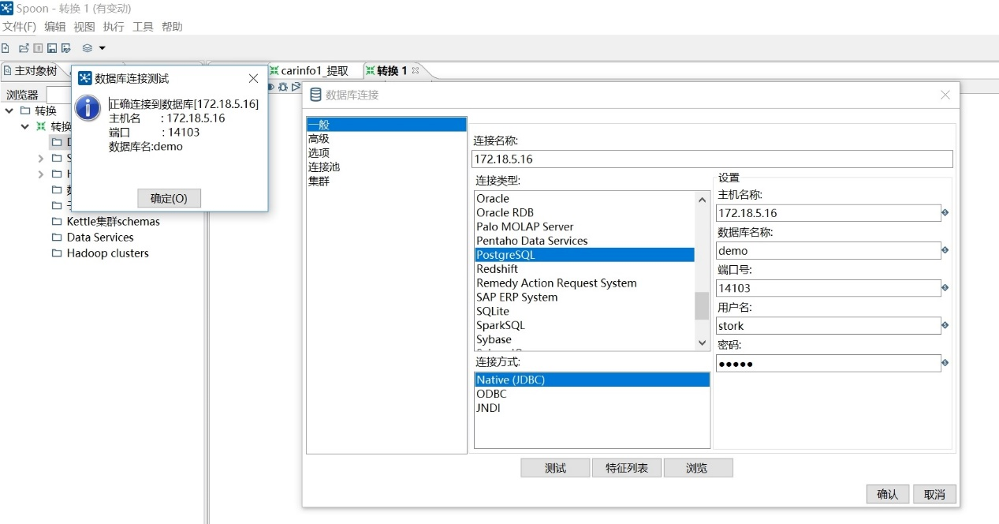 Spoon - 转换 1 (有变动)
文件(F) 编辑 视图 执行 工具 帮助
主对象树
carinfo1_提取
转换 1
浏览器
转换
转换
Kettle集群schemas
Data Services
Hadoop clusters
数据库连接测试
正确连接到数据库[172.18.5.16]
主机名 : 172.18.5.16
端口 : 14103
数据库名:demo
确定(O)
数据库连接
一般
高级
选项
连接池
集群
连接名称:
172.18.5.16
连接类型:
Oracle
Oracle RDB
Palo MOLAP Server
Pentaho Data Services
PostgreSQL
Redshift
Remedy Action Request System
SAP ERP System
SQLite
SparkSQL
Sybase
连接方式:
Native (JDBC)
ODBC
JNDI
设置
主机名称:
172.18.5.16
数据库名称:
demo
端口号:
14103
用户名:
stork
密码:
●●●●●
测试 特征列表 浏览
确认 取消